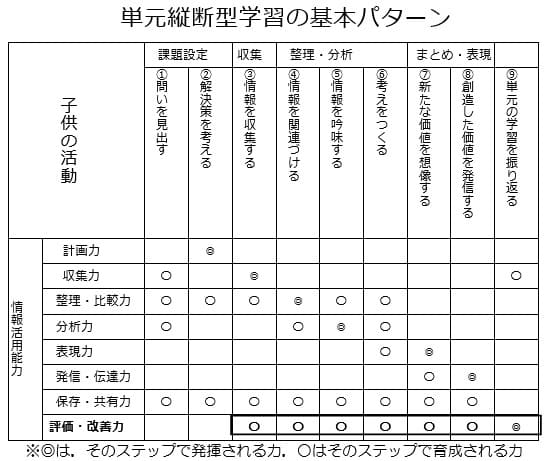 単元縦断型学習の基本パターン
課題設定 収集 整理・分析 まとめ・表現
子供の活動 ①問いを見出す ②解決策を考える ③情報を収集する ④情報を関連づける ⑤情報を吟味する ⑥考えをつくる ⑦新たな価値を想像する ⑧創造した価値を発信する ⑨単元の学習を振り返る
情報活用能力
計画力 ◎
収集力 〇 ◎ 〇
整理・比較力 〇 〇 〇 ◎ 〇 〇
分析力 〇 〇 ◎ 〇
表現力 〇 ◎
発信・伝達力 〇 ◎
保存・共有力 〇 〇 〇 〇 〇 〇 〇 〇
評価・改善力 〇 〇 〇 〇 〇 〇 ◎
※◎は，そのステップで発揮される力，〇はそのステップで育成される力